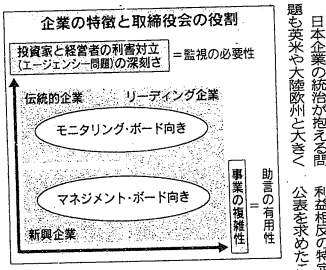 企業の特徴と取締役会の役割
投資家と経営者の利害対立
(エージェンシー問題)の深刻さ
=監視の必要性
伝統的企業
リーディング企業
モニタリング・ボード向き
マネジメント・ボード向き
新興企業
事業の複雑性
=
助言の有用性
日本企業の統治が抱える問
題も英米や大陸欧州と大きく
利益相反の特
公表を求めた